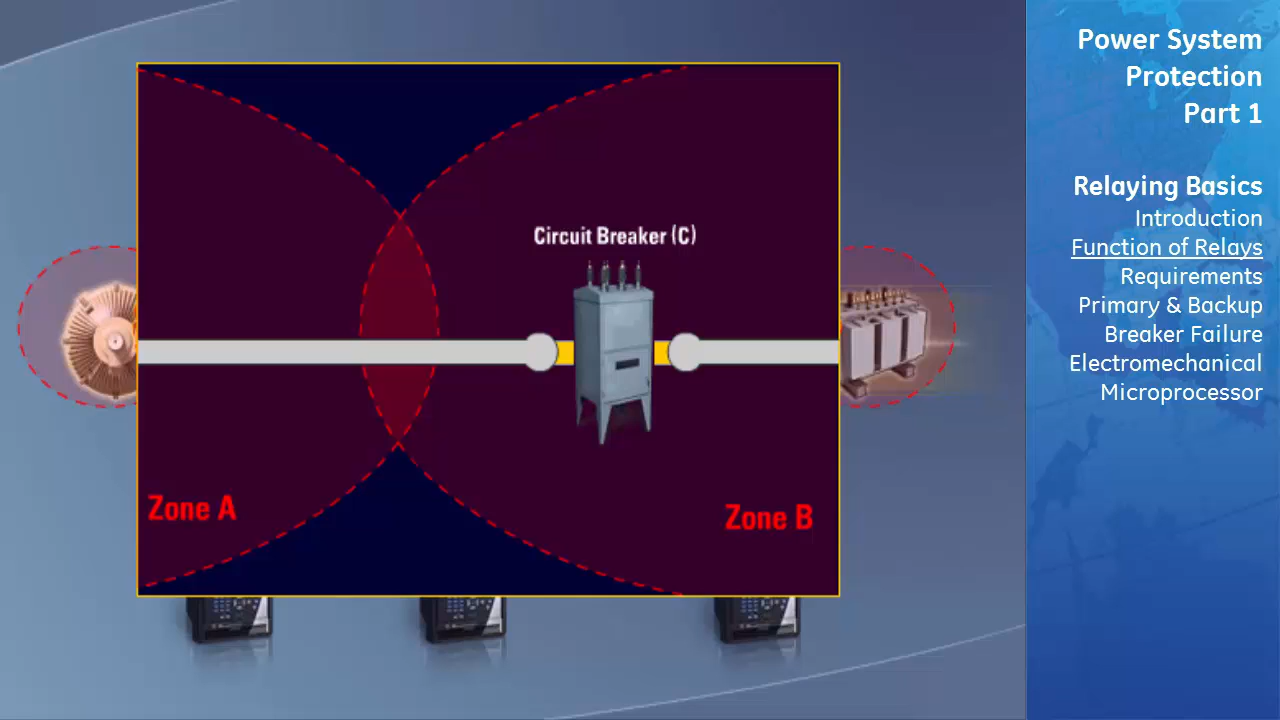 Power System
Protection
Part 1
Relaying Basics
Introduction
Function of Relays
Requirements
Primary & Backup
Breaker Failure
Electromechanical
Microprocessor
Circuit Breaker (C)
Zone A
Zone B